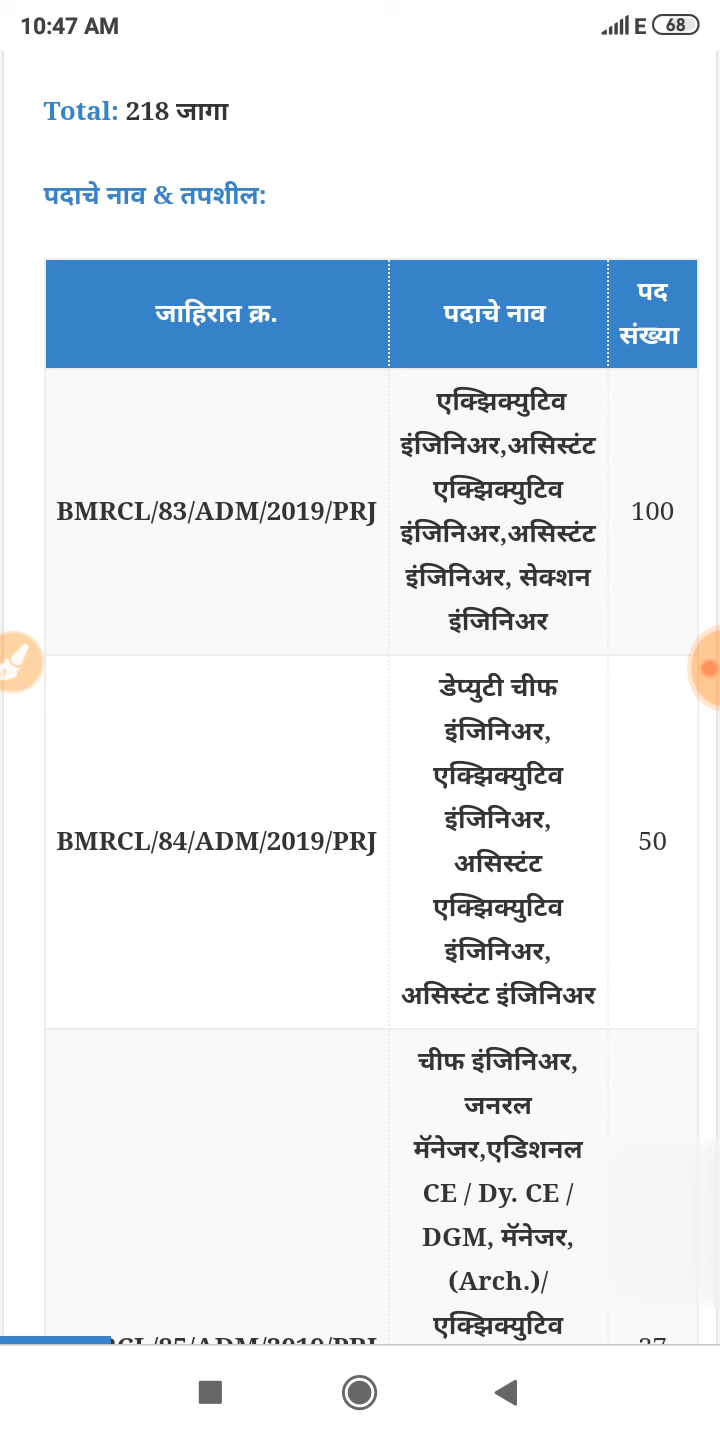 10:47 AM
E 68
Total: 218 जागा
पदाचे नाव & तपशील:
जाहिरात क्र.
पदाचे नाव
पद
संख्या
BMRCL/83/ADM/2019/PRJ
एक्झिक्युटिव
इंजिनिअर,असिस्टंट
एक्झिक्युटिव
इंजिनिअर,असिस्टंट
इंजिनिअर, सेक्शन
इंजिनिअर
100
BMRCL/84/ADM/2019/PRJ
डेप्युटी चीफ
इंजिनिअर,
एक्झिक्युटिव
इंजिनिअर,
असिस्टंट
एक्झिक्युटिव
इंजिनिअर,
असिस्टंट इंजिनिअर
50
चीफ इंजिनिअर,
जनरल
मॅनेजर,एडिशनल
CE / Dy. CE /
DGM, मॅनेजर,
(Arch.)/
एक्झिक्युटिव